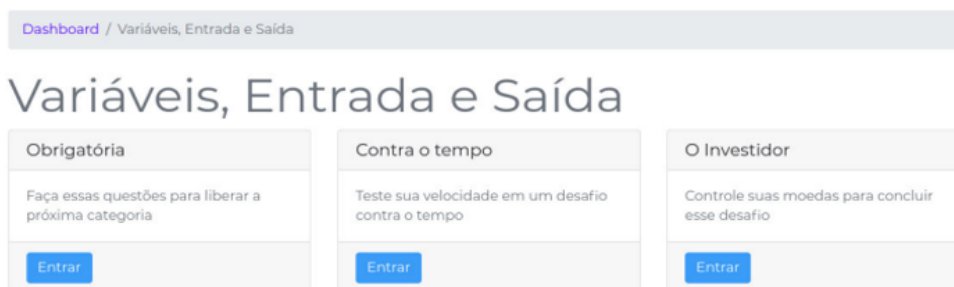 Dashboard / Variáveis, Entrada e Saída
Variáveis, Entrada e Saída
Obrigatória
Faça essas questões para liberar a
próxima categoria
Entrar
Contra o tempo
Teste sua velocidade em um desafio
contra o tempo
Entrar
O Investidor
Controle suas moedas para concluir
esse desafio
Entrar